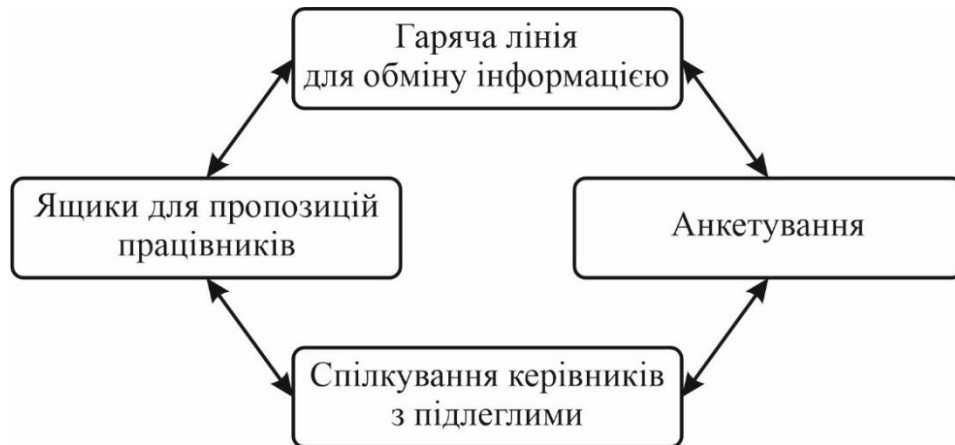 Гаряча лінія
для обміну інформацією
Ящики для пропозицій
працівників
Анкетування
Спілкування керівників
з підлеглими